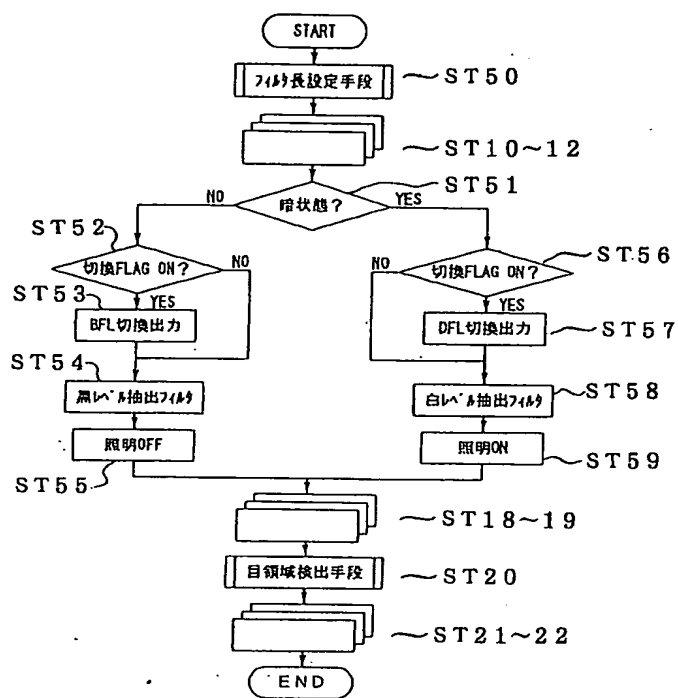 START
フィルタ長設定手段
ST50
ST10~12
ST51
NO
暗状態?
YES
ST52
切換FLAG ON?
NO
ST56
NO
切換FLAG ON?
ST53
YES
BFL切換出力
YES
DFL切換出力
ST57
ST54
黒レベル抽出フィルタ
白レベル抽出フィルタ
ST58
照明OFF
ST55
照明ON
ST59
ST18~19
目領域検出手段
ST20
ST21~22
END